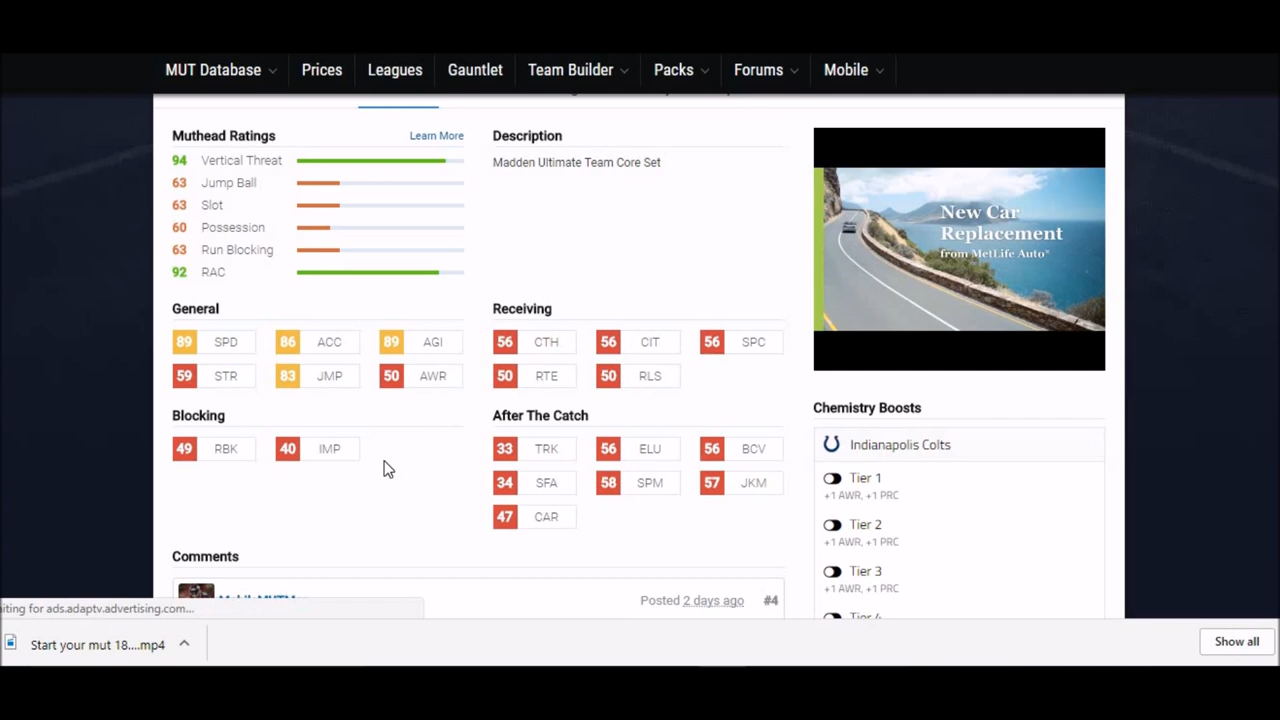 MUT Database Prices Leagues Gauntlet Team Builder Packs Forums Mobile
Muthead Ratings Learn More
94 Vertical Threat
63 Jump Ball
63 Slot
60 Possession
63 Run Blocking
92 RAC
Description
Madden Ultimate Team Core Set
New Car
Replacement
from MetLife Auto®
General
89 SPD 86 ACC 89 AGI
59 STR 83 JMP 50 AWR
Receiving
56 CTH 56 CIT 56 SPC
50 RTE 50 RLS
Blocking
49 RBK 40 IMP
After The Catch
33 TRK 56 ELU 56 BCV
34 SFA 58 SPM 57 JKM
47 CAR
Chemistry Boosts
Indianapolis Colts
Tier 1
+1 AWR, +1 PRC
Tier 2
+1 AWR, +1 PRC
Tier 3
+1 AWR, +1 PRC
Tier 4
Comments
Posted 2 days ago #4
aiting for ads.adaptv.advertising.com...
Start your mut 18....mp4
Show all